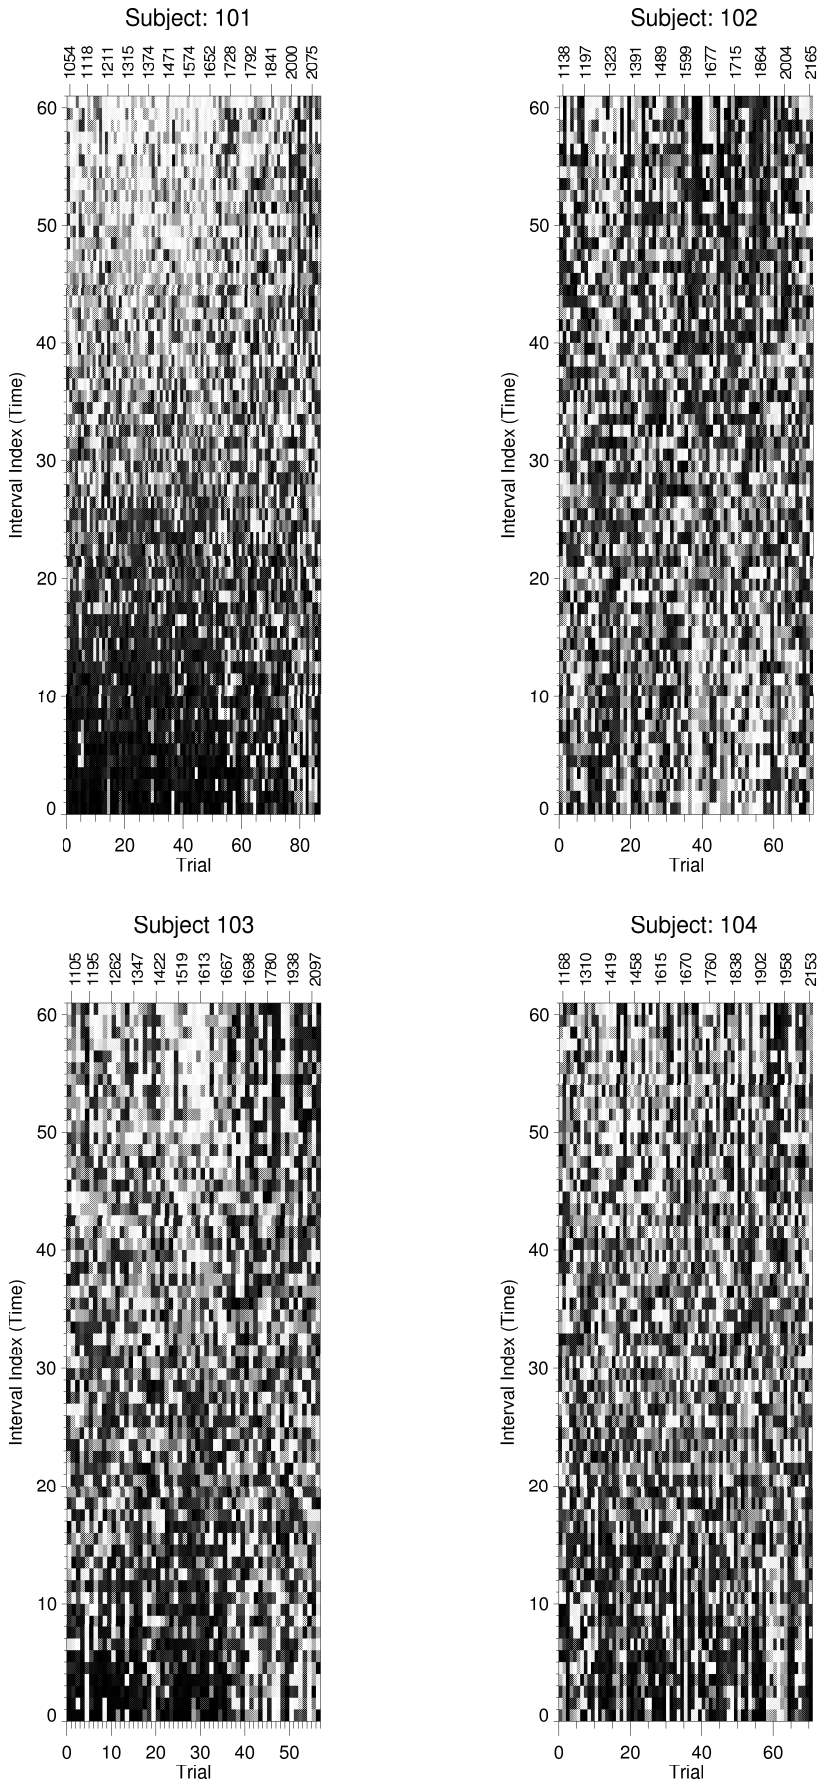 Subject: 101
1054 1118 1211 1315 1374 1471 1574 1652 1728 1792 1841 2000 2075
60
50
40
30
20
10
0
Interval Index (Time)
0 20 40 60 80
Trial
Subject: 102
1138 1197 1323 1391 1489 1599 1677 1715 1864 2004 2165
60
50
40
30
20
10
0
Interval Index (Time)
0 20 40 60
Trial
Subject 103
1105 1195 1262 1347 1422 1519 1613 1667 1698 1780 1938 2097
60
50
40
30
20
10
0
Interval Index (Time)
0 10 20 30 40 50
Trial
Subject: 104
1168 1310 1419 1458 1615 1670 1760 1838 1902 1958 2153
60
50
40
30
20
10
0
Interval Index (Time)
0 20 40 60
Trial